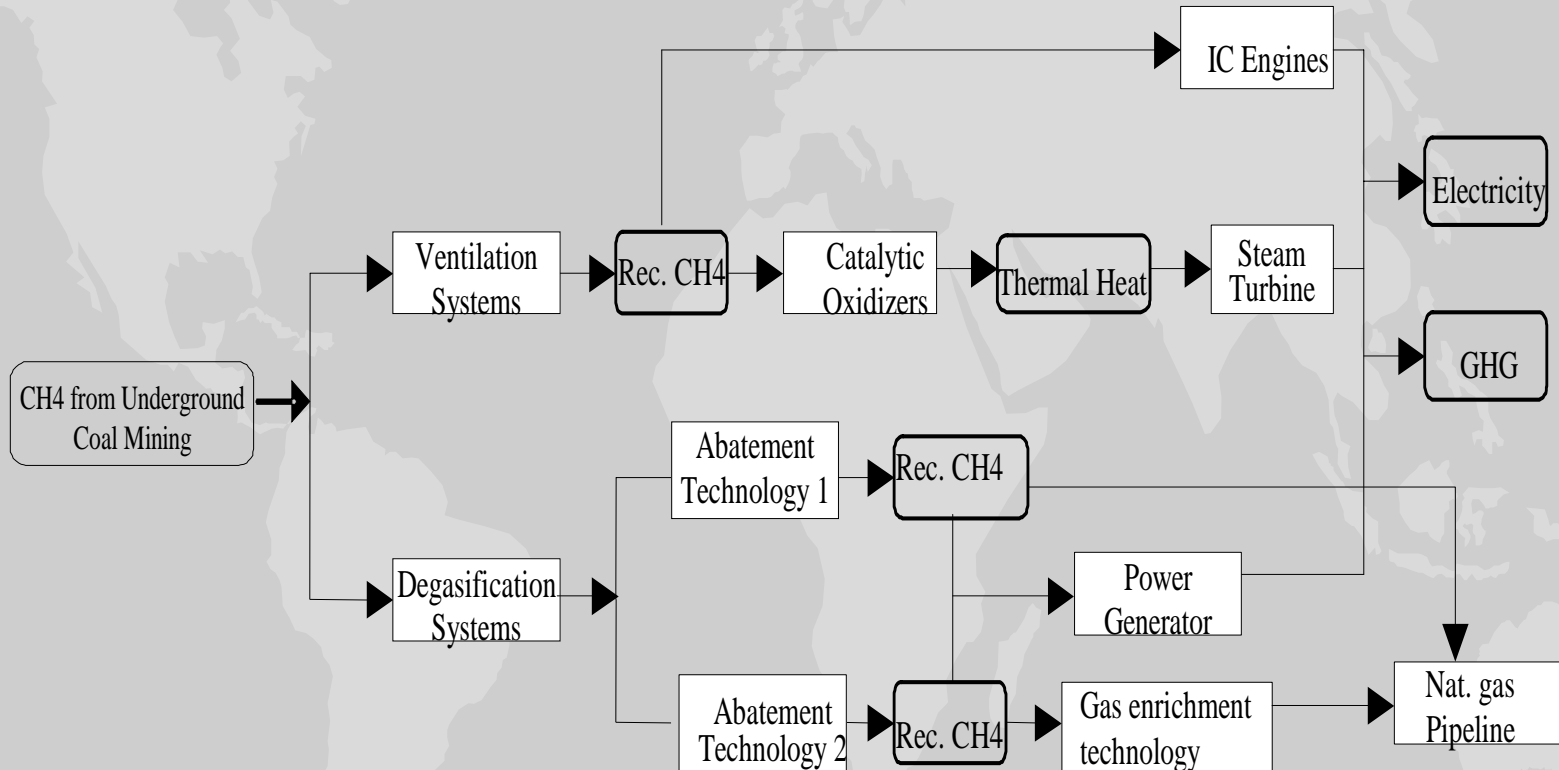 IC Engines
Electricity
Ventilation
Systems
Rec. CH4
Catalytic
Oxidizers
Thermal Heat
Steam
Turbine
GHG
CH4 from Underground
Coal Mining
Abatement
Technology 1
Rec. CH4
Degasification
Systems
Power
Generator
Abatement
Technology 2
Rec. CH4
Gas enrichment
technology
Nat. gas
Pipeline